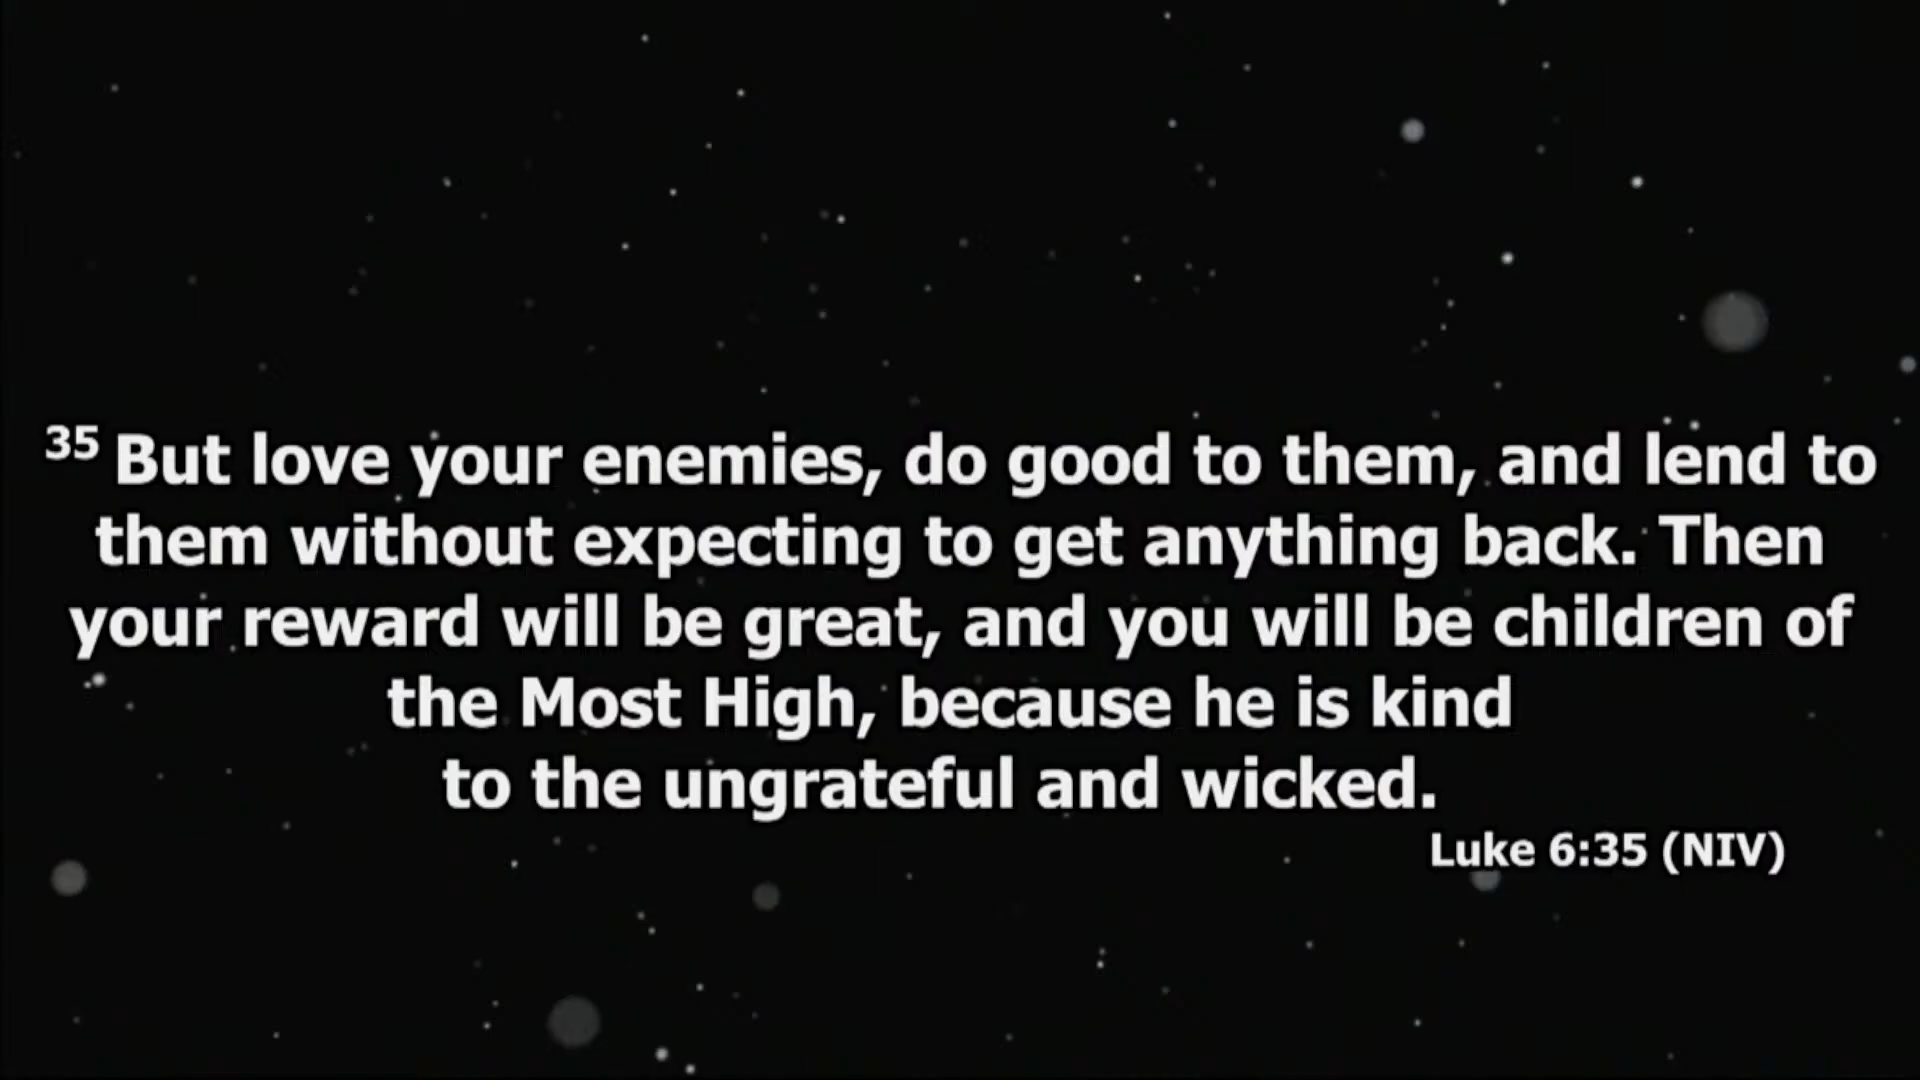 35 But love your enemies, do good to them, and lend to
them without expecting to get anything back. Then
your reward will be great, and you will be children of
the Most High, because he is kind
to the ungrateful and wicked.
Luke 6:35 (NIV)